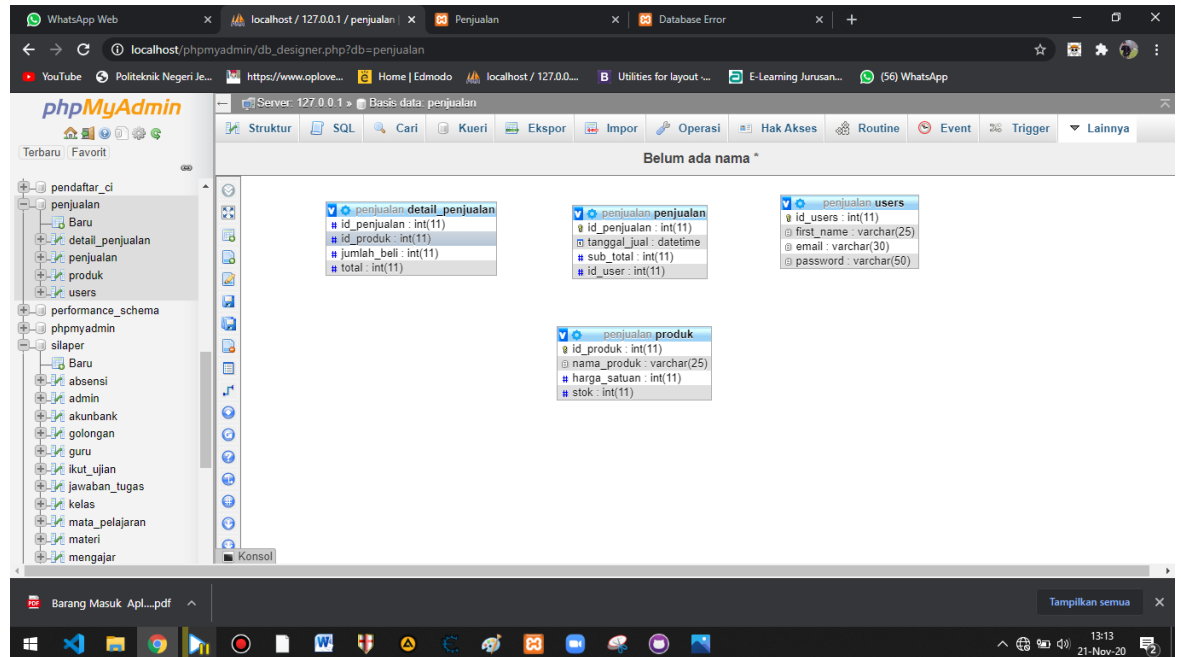 WhatsApp Web
localhost / 127.0.0.1 / penjualan |
Penjualan
Database Error
localhost/phpmyadmin/db_designer.php?db=penjualan
YouTube
Politeknik Negeri Je...
https://www.oplove...
Home | Edmodo
localhost / 127.0.0....
Utilities for layout ·...
E-Learning Jurusan...
(56) WhatsApp
phpMyAdmin
Terbaru Favorit
pendaftar_ci
penjualan
Baru
detail_penjualan
penjualan
produk
users
performance_schema
phpmyadmin
silaper
Baru
absensi
admin
akunbank
golongan
guru
ikut_ujian
jawaban_tugas
kelas
mata_pelajaran
materi
mengajar
Server: 127.0.0.1 » Basis data: penjualan
Struktur SQL Cari Kueri Ekspor Impor Operasi Hak Akses Routine Event Trigger Lainnya
Belum ada nama *
penjualan detail_penjualan
id_penjualan : int(11)
id_produk : int(11)
jumlah_beli : int(11)
total : int(11)
penjualan penjualan
id_penjualan : int(11)
tanggal_jual : datetime
sub_total : int(11)
id_user : int(11)
penjualan users
id_users : int(11)
first_name : varchar(25)
email : varchar(30)
password : varchar(50)
penjualan produk
id_produk : int(11)
nama_produk : varchar(25)
harga_satuan : int(11)
stok : int(11)
Konsol
Barang Masuk Apl....pdf
Tampilkan semua
13:13
21-Nov-20